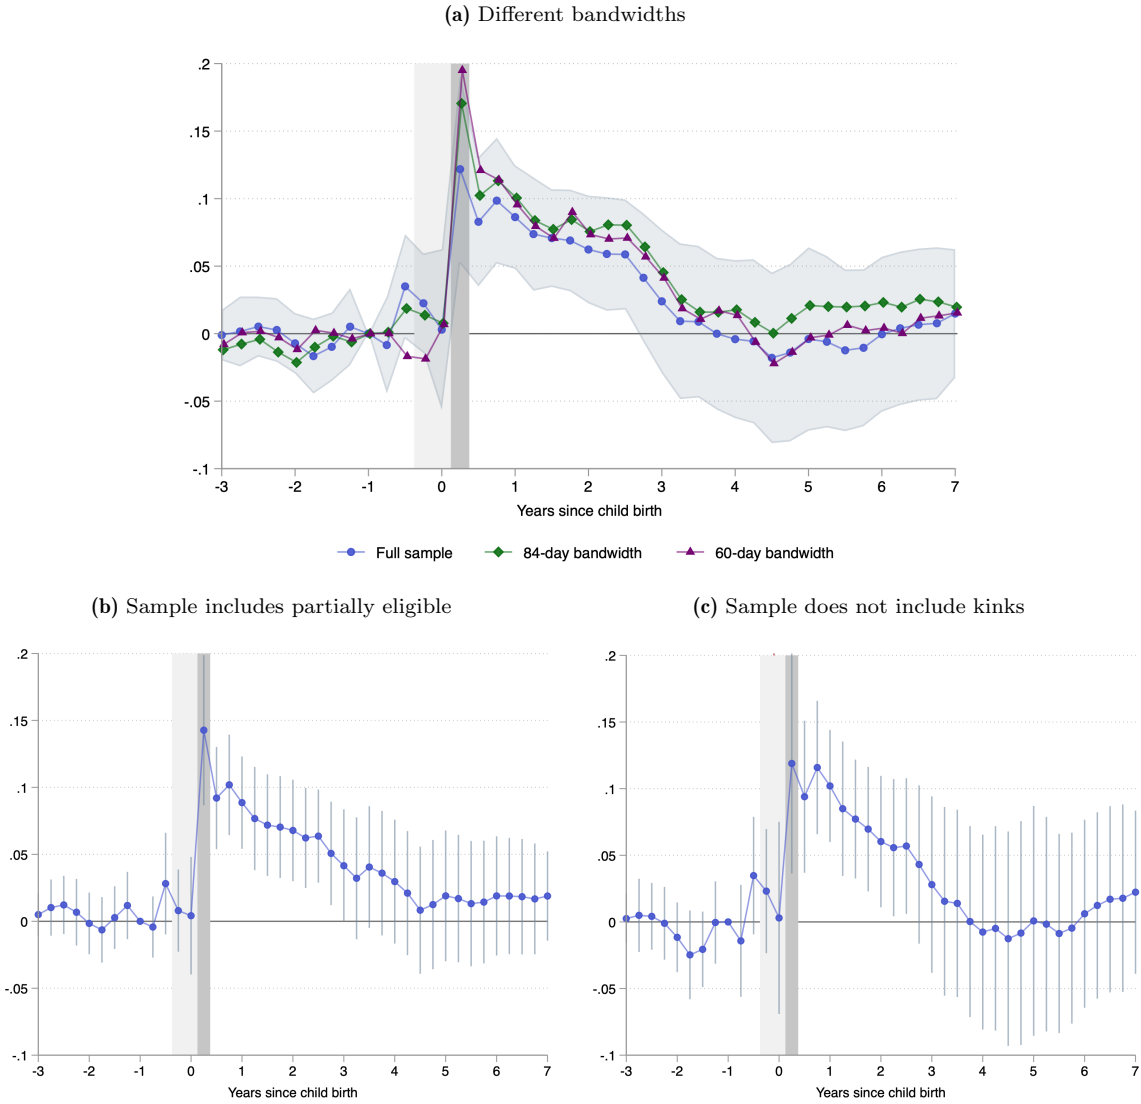 (a) Different bandwidths
.2
.15
.1
.05
0
-.05
-.1
-3 -2 -1 0 1 2 3 4 5 6 7
Years since child birth
Full sample 84-day bandwidth 60-day bandwidth
(b) Sample includes partially eligible
.2
.15
.1
.05
0
-.05
-.1
-3 -2 -1 0 1 2 3 4 5 6 7
Years since child birth
(c) Sample does not include kinks
.2
.15
.1
.05
0
-.05
-.1
-3 -2 -1 0 1 2 3 4 5 6 7
Years since child birth